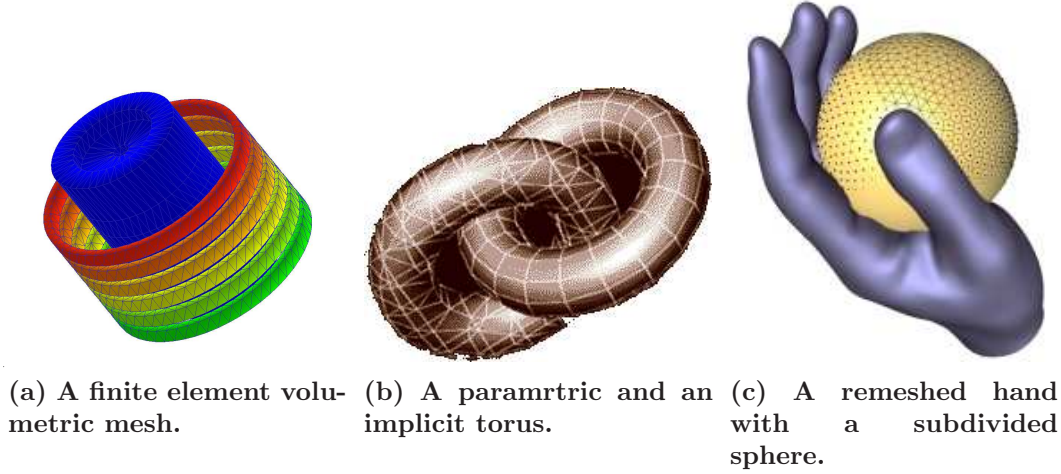 (a) A finite element volu-
metric mesh.
(b) A paramrtric and an
implicit torus.
(c) A remeshed hand
with a subdivided
sphere.